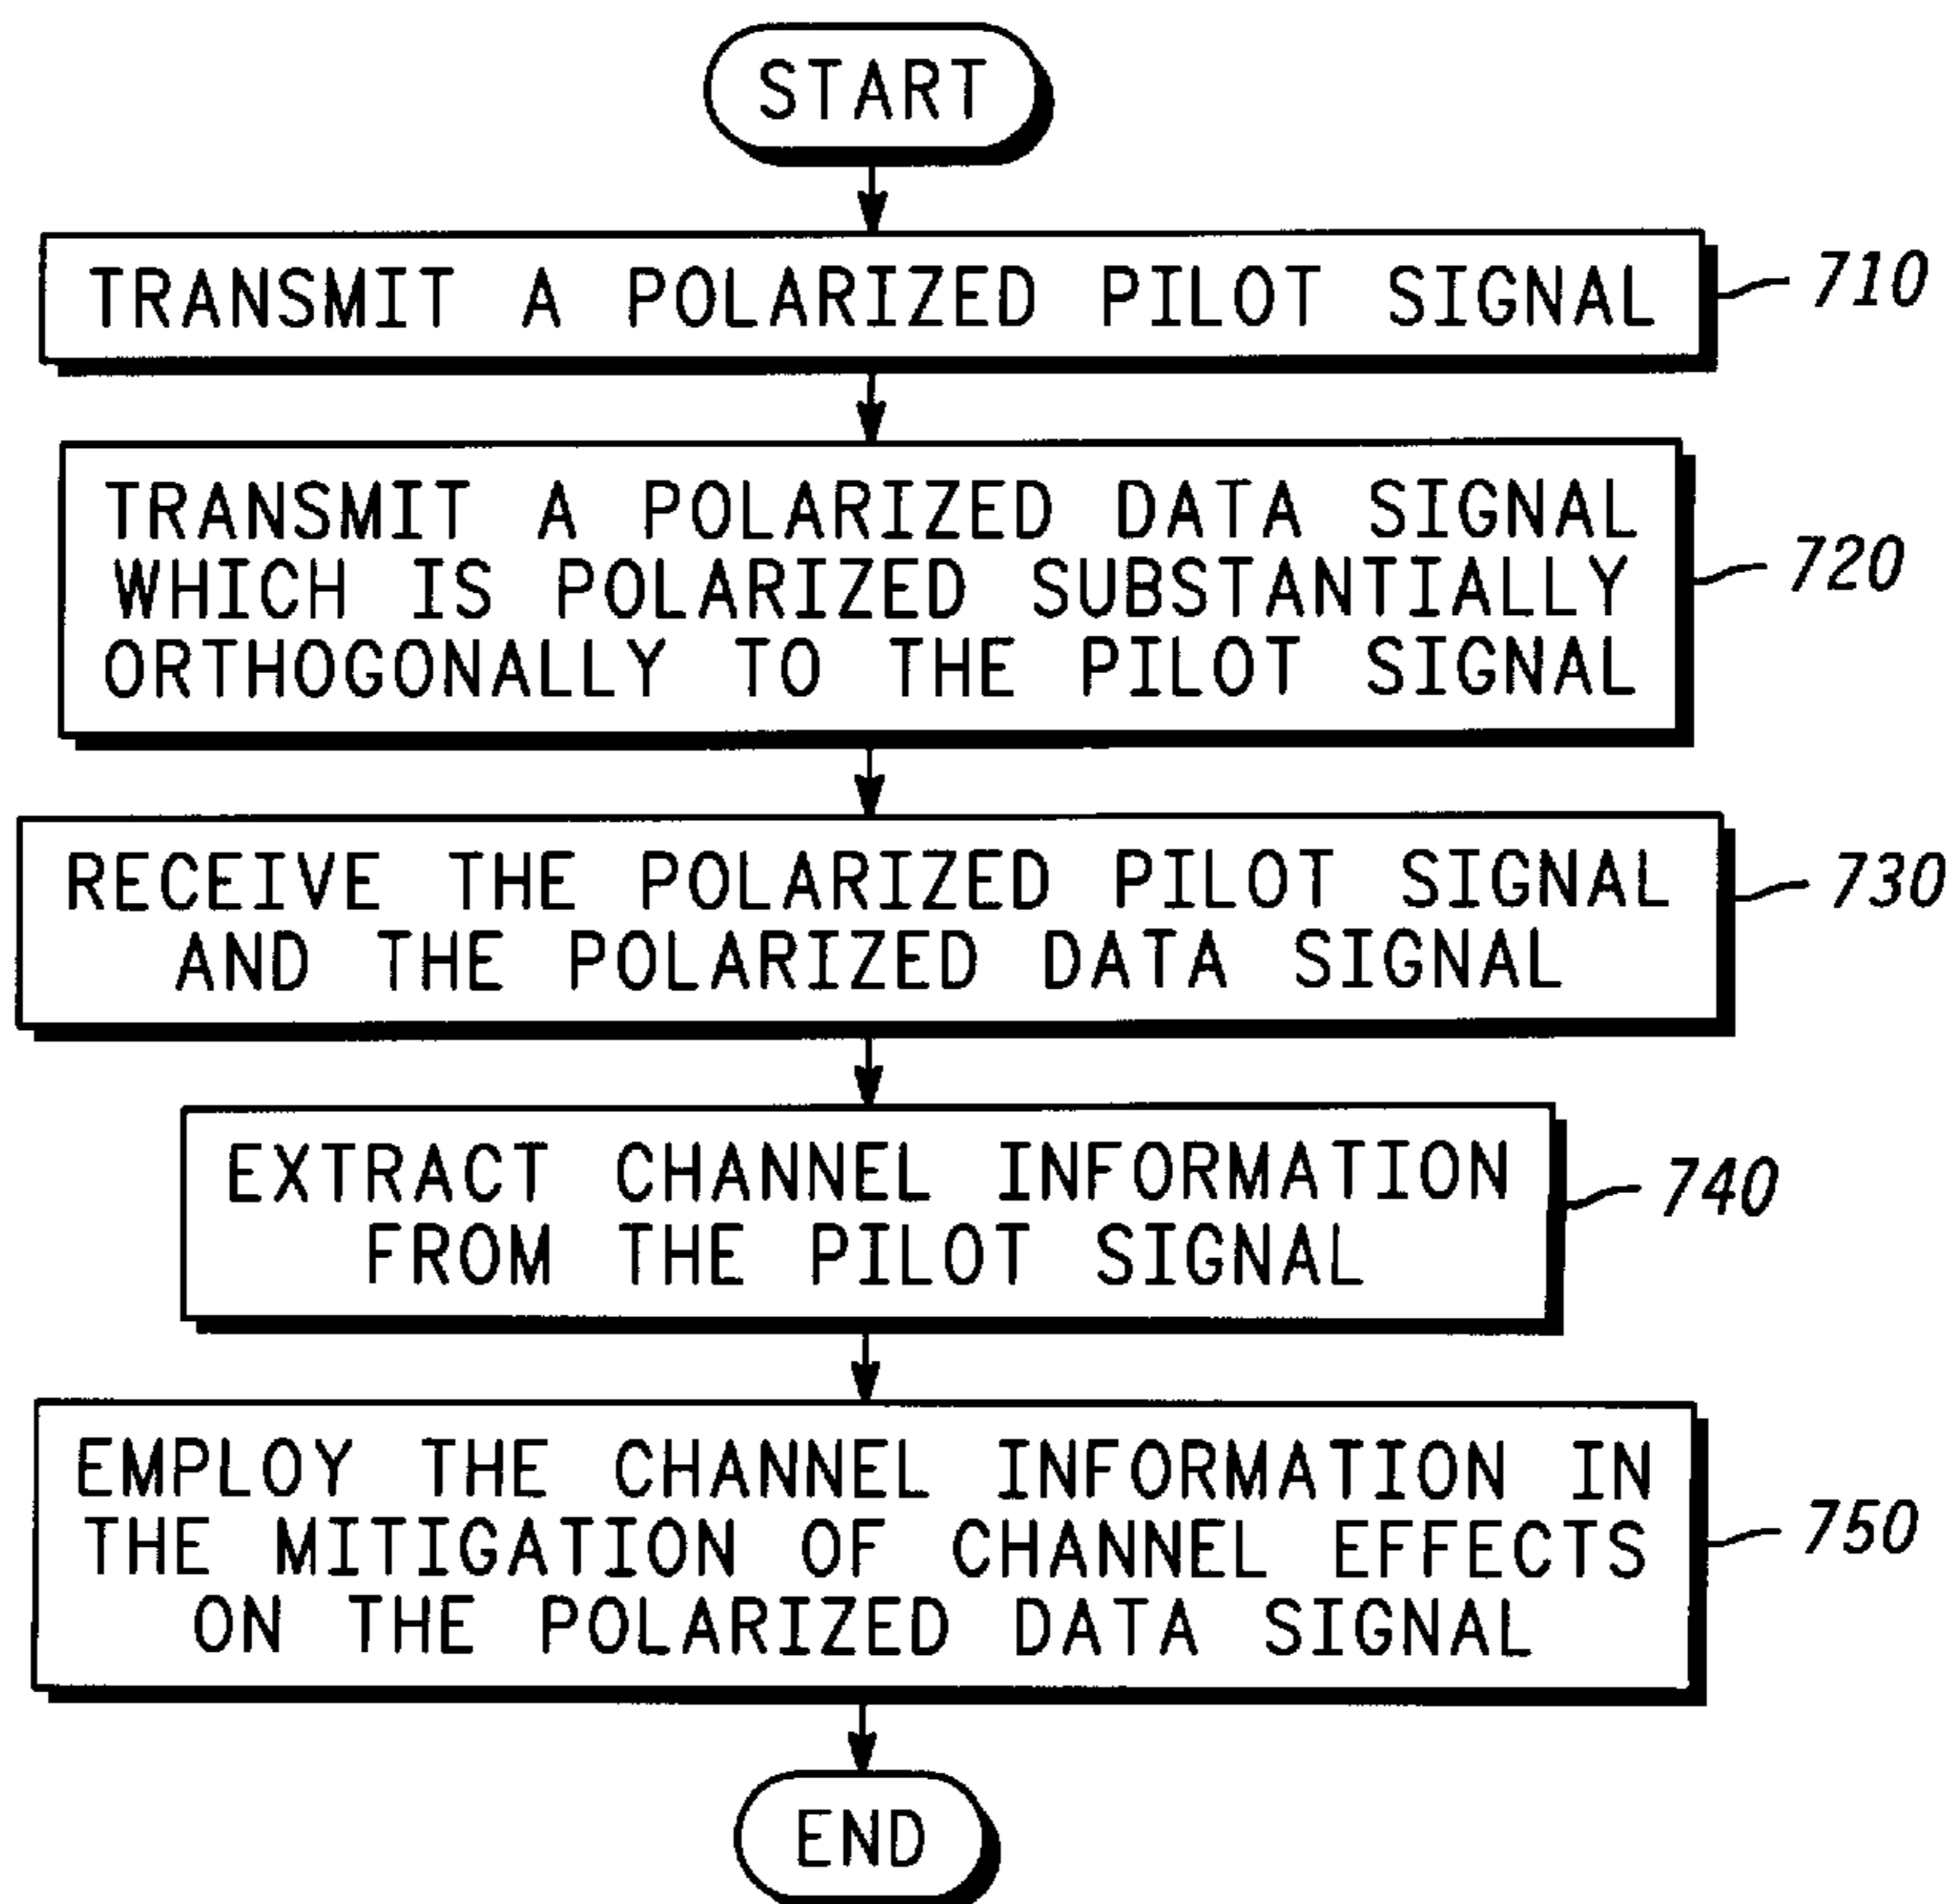 START
TRANSMIT A POLARIZED PILOT SIGNAL
710
TRANSMIT A POLARIZED DATA SIGNAL
WHICH IS POLARIZED SUBSTANTIALLY
ORTHOGONALLY TO THE PILOT SIGNAL
720
RECEIVE THE POLARIZED PILOT SIGNAL
AND THE POLARIZED DATA SIGNAL
730
EXTRACT CHANNEL INFORMATION
FROM THE PILOT SIGNAL
740
EMPLOY THE CHANNEL INFORMATION IN
THE MITIGATION OF CHANNEL EFFECTS
ON THE POLARIZED DATA SIGNAL
750
END